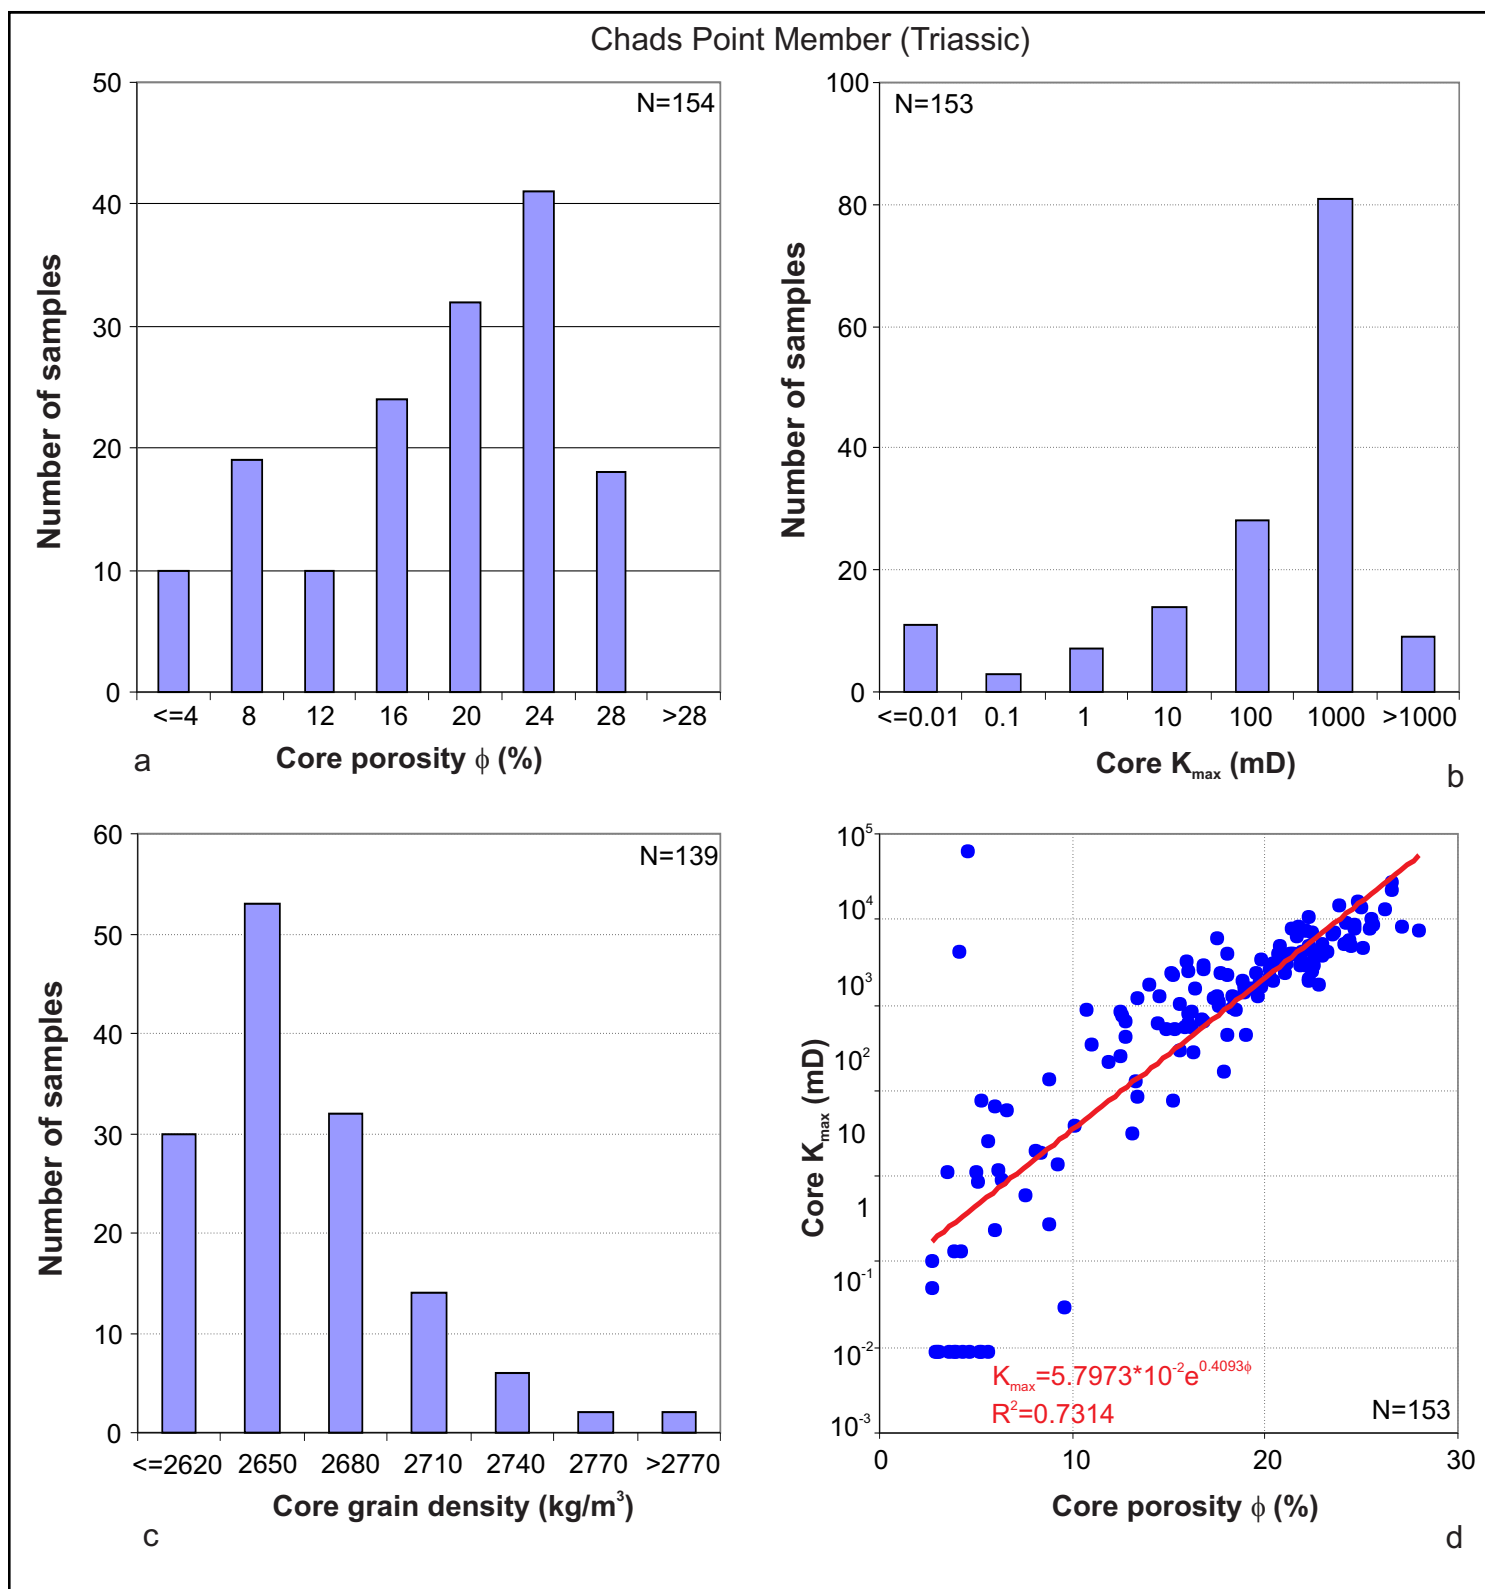 Chads Point Member (Triassic)
50
40
30
20
10
0
Number of samples
N=154
<=4 8 12 16 20 24 28 >28
Core porosity ϕ (%)
a
100
80
60
40
20
0
Number of samples
N=153
<=0.01 0.1 1 10 100 1000 >1000
Core Kmax (mD)
b
60
50
40
30
20
10
0
Number of samples
N=139
<=2620 2650 2680 2710 2740 2770 >2770
Core grain density (kg/m³)
c
10⁵
10⁴
10³
10²
10
1
10⁻¹
10⁻²
10⁻³
Core Kmax (mD)
Kmax=5.7973*10⁻²e^0.4093ϕ
R²=0.7314
N=153
0 10 20 30
Core porosity ϕ (%)
d